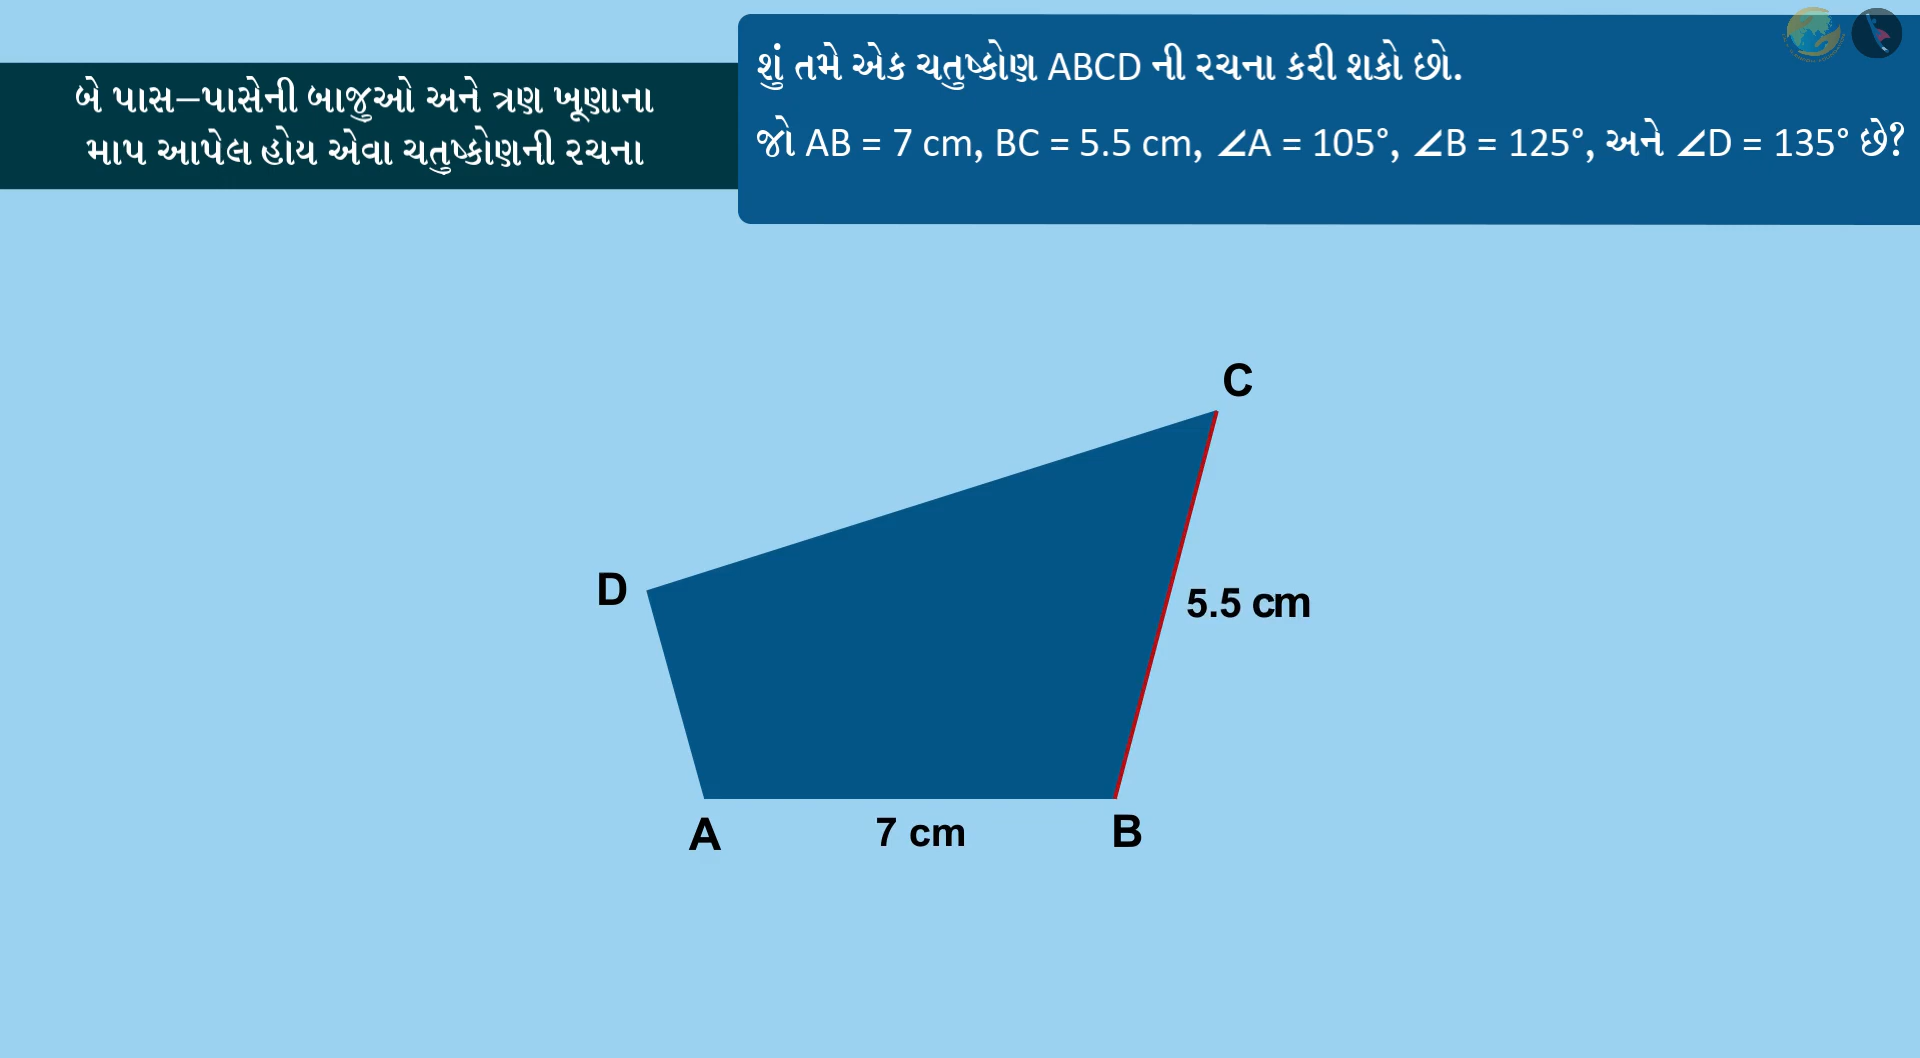 બે પાસ–પાસેની બાજુઓ અને ત્રણ ખૂણાના
માપ આપેલ હોય એવા ચતુષ્કોણની રચના
શું તમે એક ચતુષ્કોણ ABCD ની રચના કરી શકો છો.
જો AB = 7 cm, BC = 5.5 cm, ∠A = 105°, ∠B = 125°, અને ∠D = 135° છે?
C
D
5.5 cm
A
7 cm
B